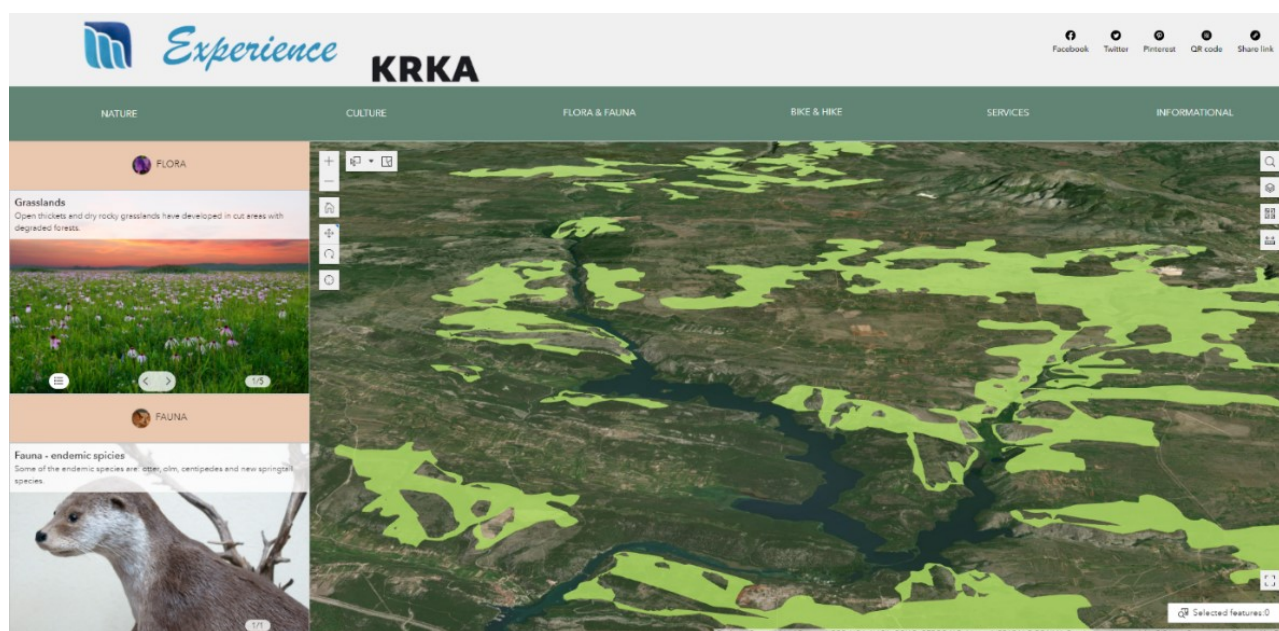 Experience
KRKA
Facebook Twitter Pinterest QR code Share link
NATURE CULTURE FLORA & FAUNA BIKE & HIKE SERVICES INFORMATIONAL
FLORA
Grasslands
Open thickets and dry rocky grasslands have developed in cut areas with
degraded forests.
1/5
FAUNA
Fauna - endemic spicies
Some of the endemic species are: otter, olm, centipedes and new springtail
species.
1/1
Selected features:0